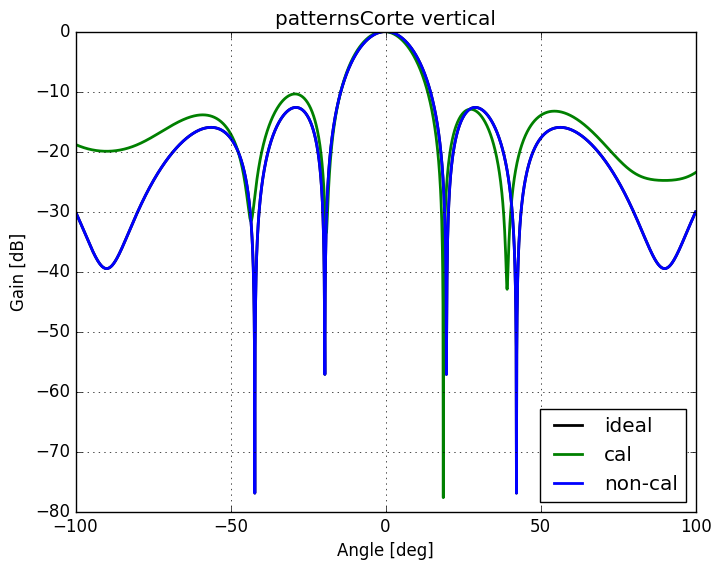 patternsCorte vertical
0
−10
−20
−30
−40
−50
−60
−70
−80
Gain [dB]
ideal
cal
non-cal
−100
−50
0
50
100
Angle [deg]